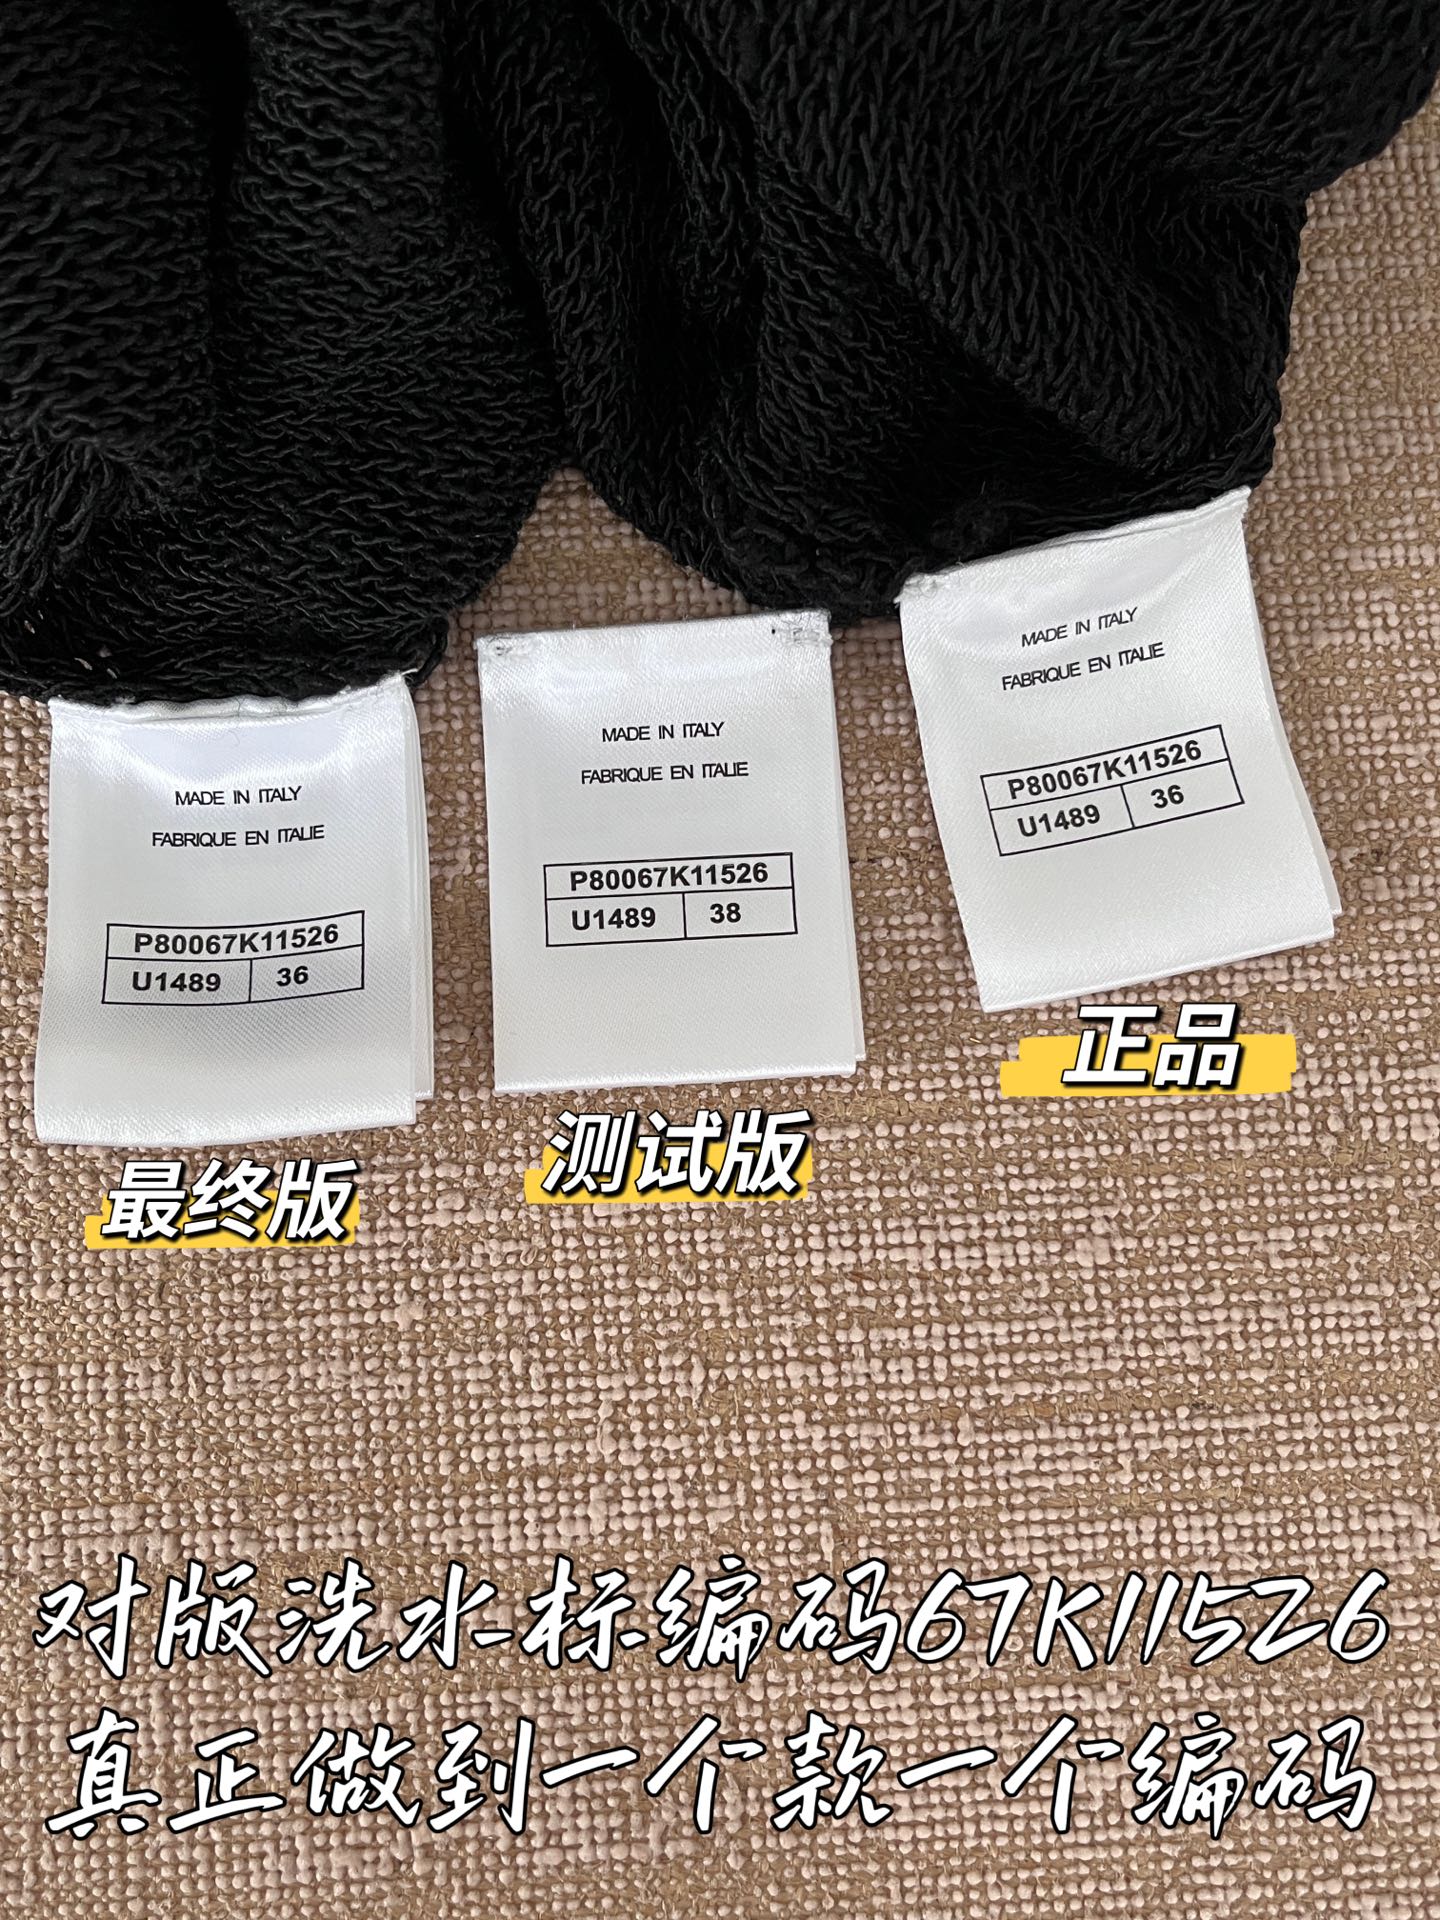 MADE IN ITALY
FABRIQUE EN ITALIE
P80067K11526
U1489 36
最终版
MADE IN ITALY
FABRIQUE EN ITALIE
P80067K11526
U1489 38
测试版
MADE IN ITALY
FABRIQUE EN ITALIE
P80067K11526
U1489 36
正品
对版洗水标编码67K11526
真正做到一个款一个编码